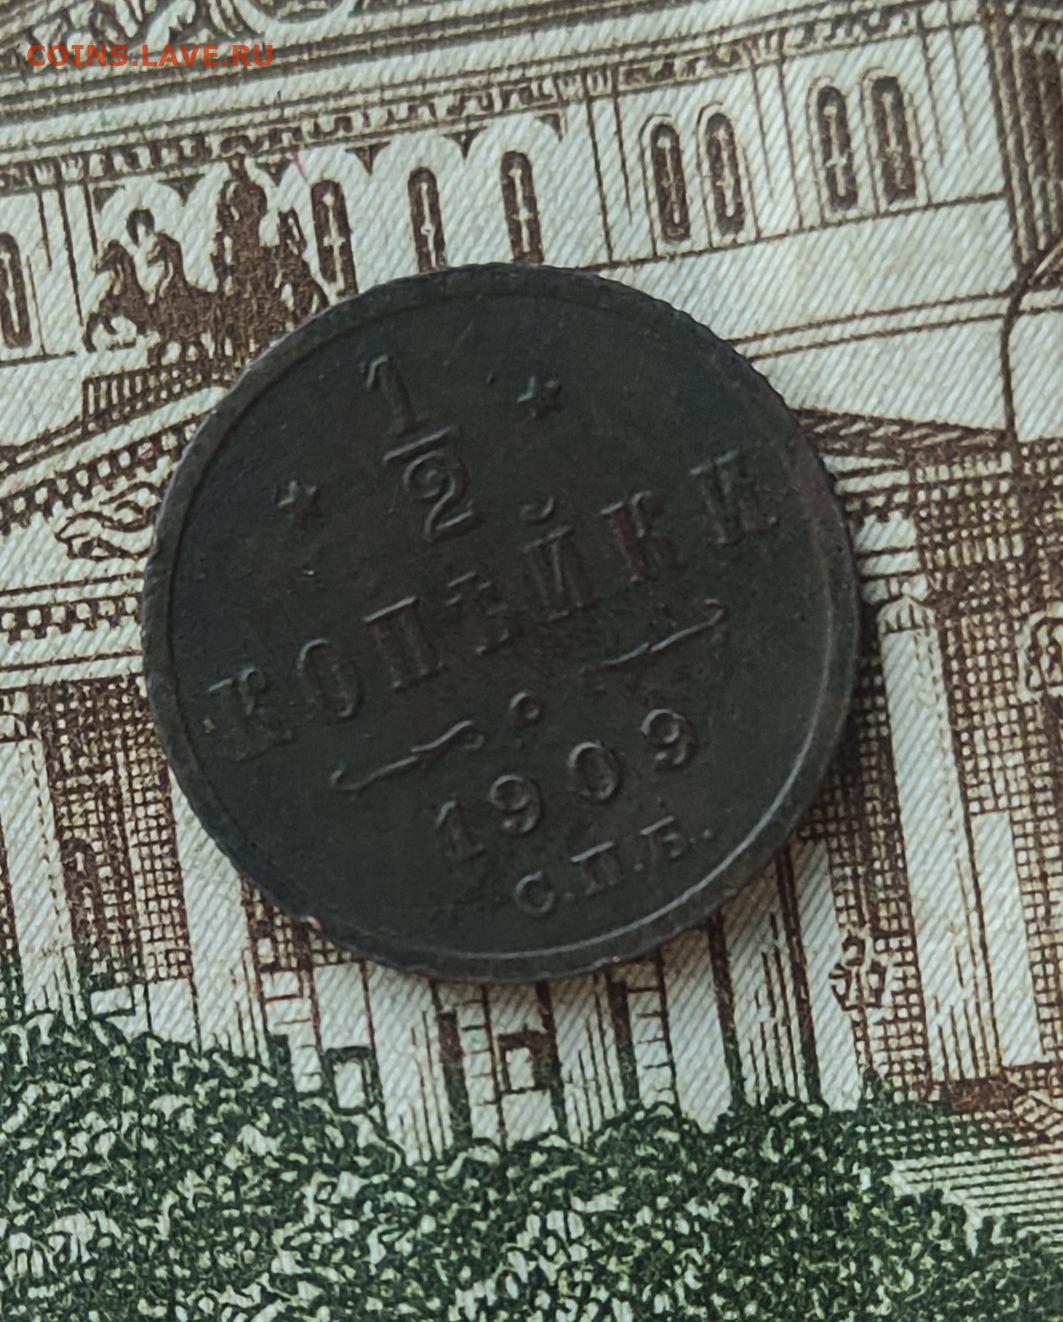 COINS.LAVE.RU
1/2
КОПѢЙКИ
1909
С.П.Б.